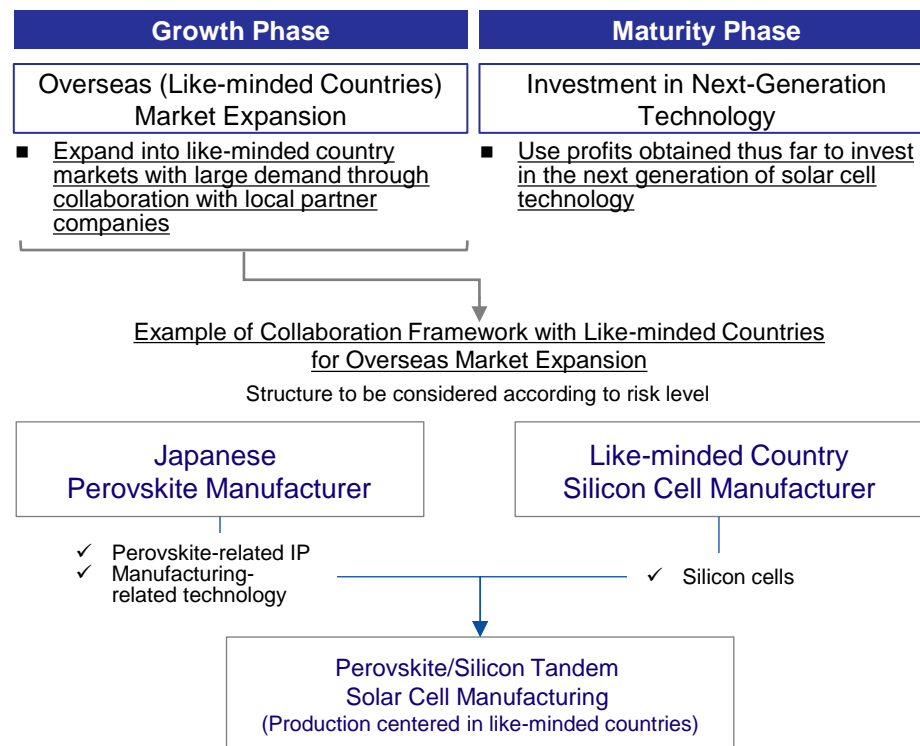 Growth Phase
Maturity Phase
Overseas (Like-minded Countries)
Market Expansion
Investment in Next-Generation
Technology
■ Expand into like-minded country
markets with large demand through
collaboration with local partner
companies
■ Use profits obtained thus far to invest
in the next generation of solar cell
technology
Example of Collaboration Framework with Like-minded Countries
for Overseas Market Expansion
Structure to be considered according to risk level
Japanese
Perovskite Manufacturer
Like-minded Country
Silicon Cell Manufacturer
✓ Perovskite-related IP
✓ Manufacturing-
related technology
✓ Silicon cells
Perovskite/Silicon Tandem
Solar Cell Manufacturing
(Production centered in like-minded countries)